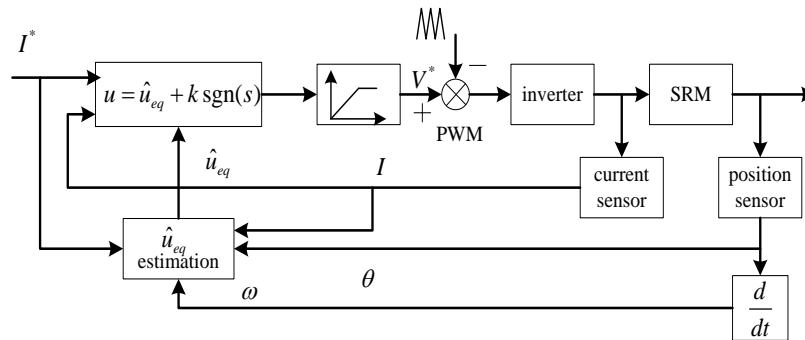 I*
u = û_eq + k sgn(s)
V*
+
−
PWM
inverter
SRM
û_eq
I
current
sensor
position
sensor
û_eq
estimation
ω
θ
d
dt